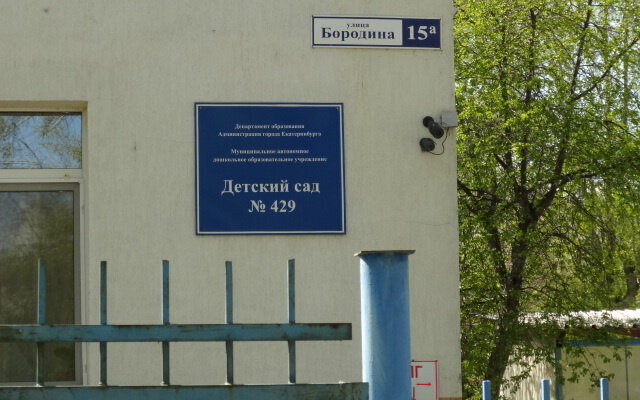 улица
Бородина 15а
Департамент образования
Администрации города Екатеринбурга
Муниципальное автономное
дошкольное образовательное учреждение
Детский сад
№ 429